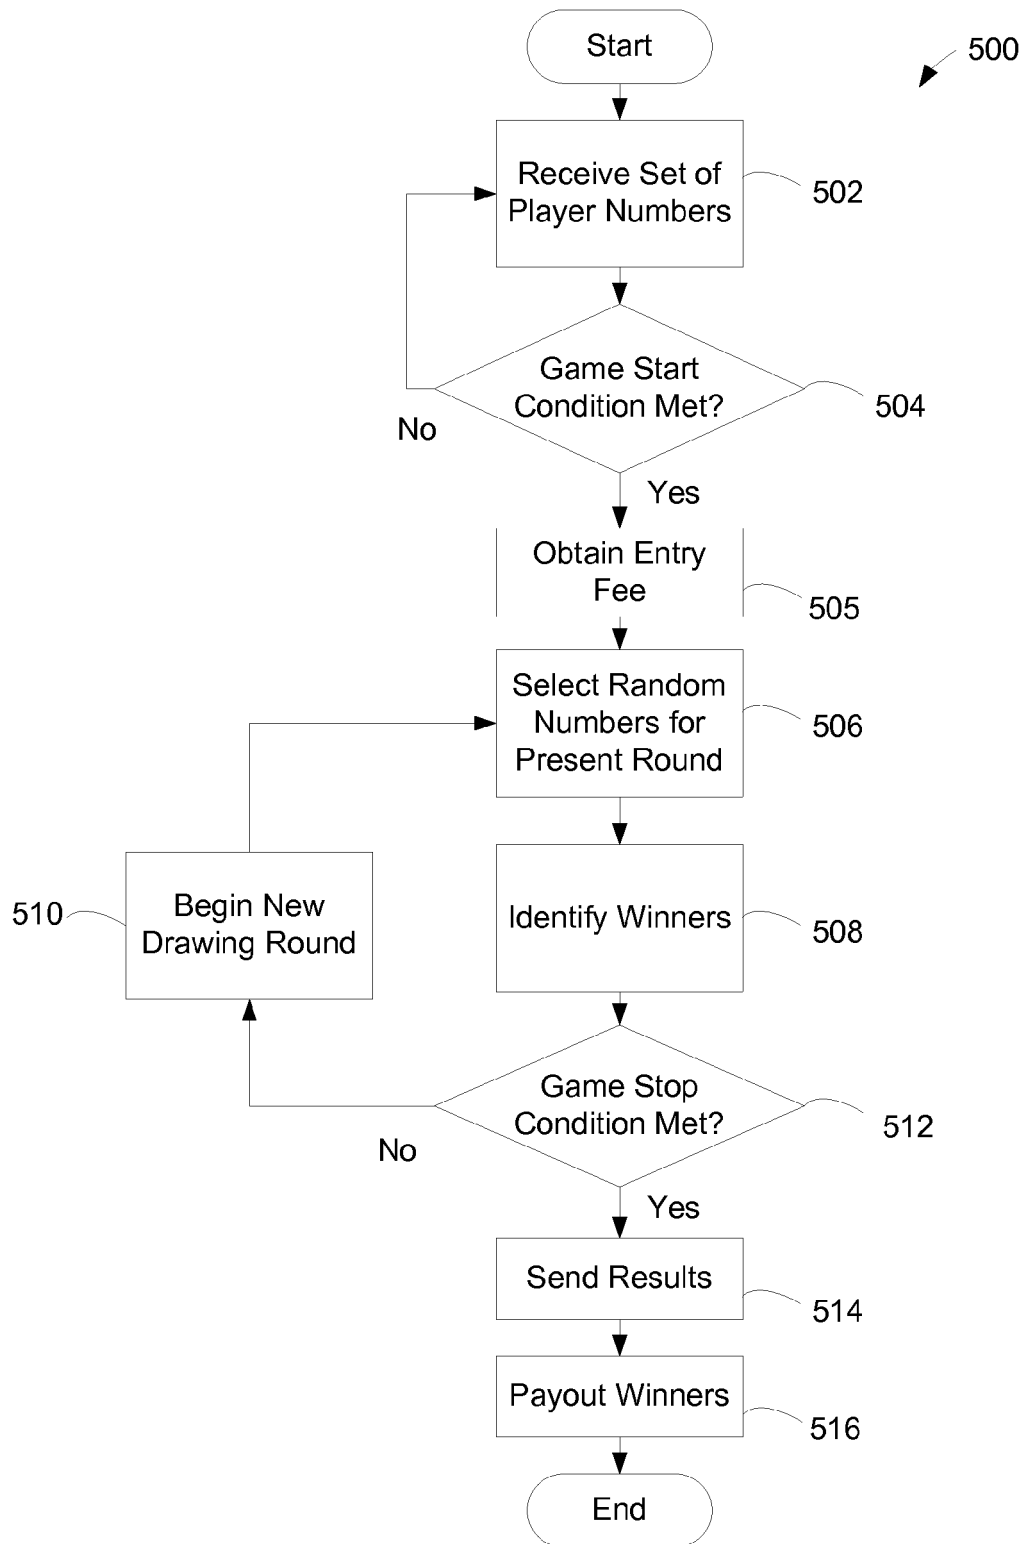 Start
500
Receive Set of
Player Numbers
502
Game Start
Condition Met?
504
No
Yes
Obtain Entry
Fee
505
Select Random
Numbers for
Present Round
506
Begin New
Drawing Round
510
Identify Winners
508
Game Stop
Condition Met?
512
No
Yes
Send Results
514
Payout Winners
516
End